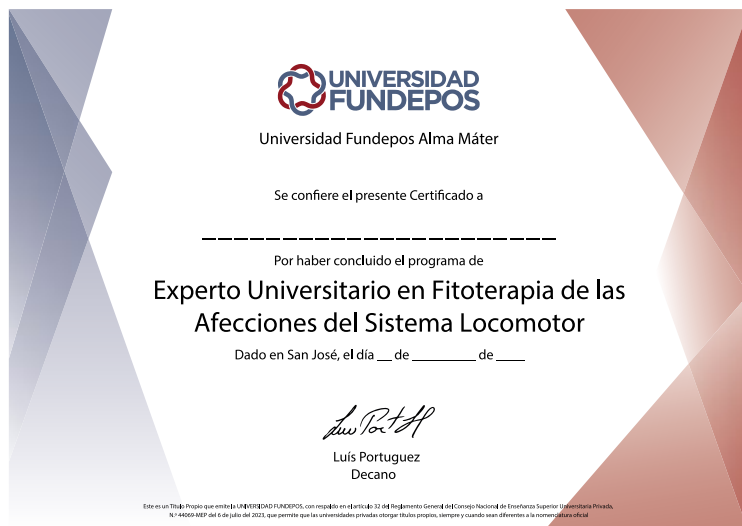 UNIVERSIDAD
FUNDEPOS
Universidad Fundepos Alma Máter
Se confiere el presente Certificado a
_______________________
Por haber concluido el programa de
Experto Universitario en Fitoterapia de las
Afecciones del Sistema Locomotor
Dado en San José, el día __ de ________ de ____
Luís Portuguez
Decano
Este es un Título Propio que emite la UNIVERSIDAD FUNDEPOS, con respaldo en el artículo 32 del Reglamento General del Consejo Nacional de Enseñanza Superior Universitaria Privada,
N.º 44069-MEP del 6 de julio del 2023, que permite que las universidades privadas otorgar títulos propios, siempre y cuando sean diferentes a la nomenclatura oficial